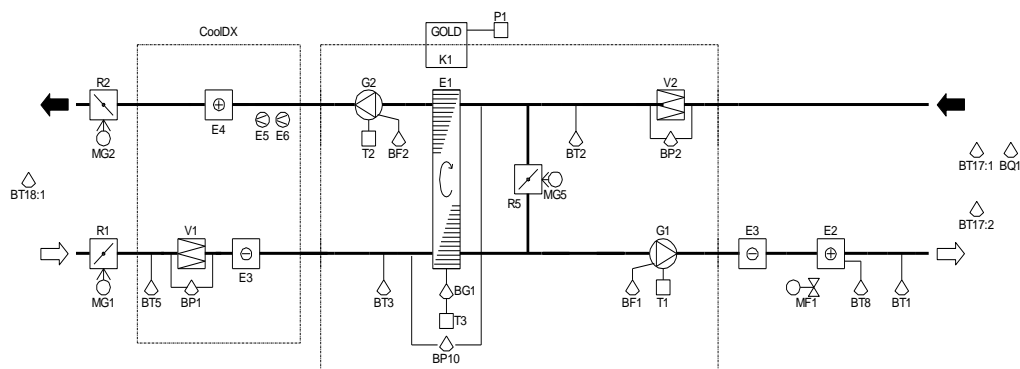 P1
CoolDX
GOLD
K1
R2
G2
E1
V2
E4
E5
E6
MG2
T2
BF2
BT2
BP2
BT17:1
BQ1
BT18:1
R5
MG5
BT17:2
R1
V1
G1
E3
E2
E3
MG1
BT5
BP1
BT3
BG1
BF1
T1
MF1
BT8
BT1
T3
BP10